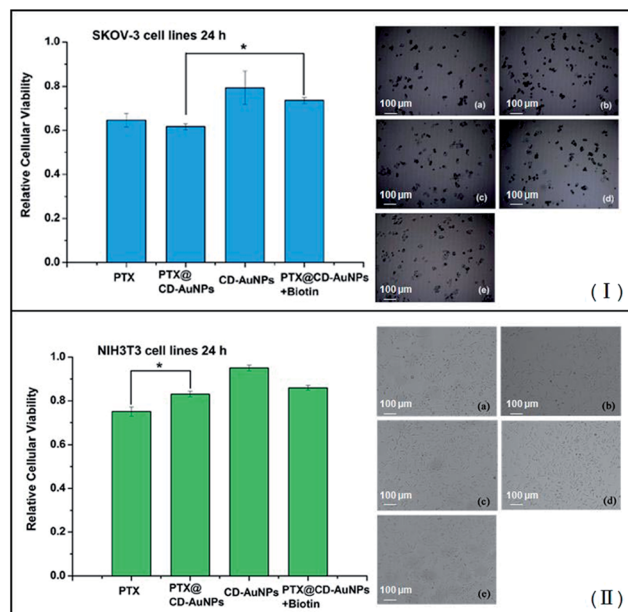 SKOV-3 cell lines 24 h
*
Relative Cellular Viability
1.0
0.8
0.6
0.4
0.2
0.0
PTX
PTX@
CD-AuNPs
CD-AuNPs
PTX@CD-AuNPs
+Biotin
100 µm
(a)
100 µm
(b)
100 µm
(c)
100 µm
(d)
100 µm
(e)
( I )
NIH3T3 cell lines 24 h
*
Relative Cellular Viability
1.0
0.8
0.6
0.4
0.2
0.0
PTX
PTX@
CD-AuNPs
CD-AuNPs
PTX@CD-AuNPs
+Biotin
100 µm
(a)
100 µm
(b)
100 µm
(c)
100 µm
(d)
100 µm
(e)
( II )